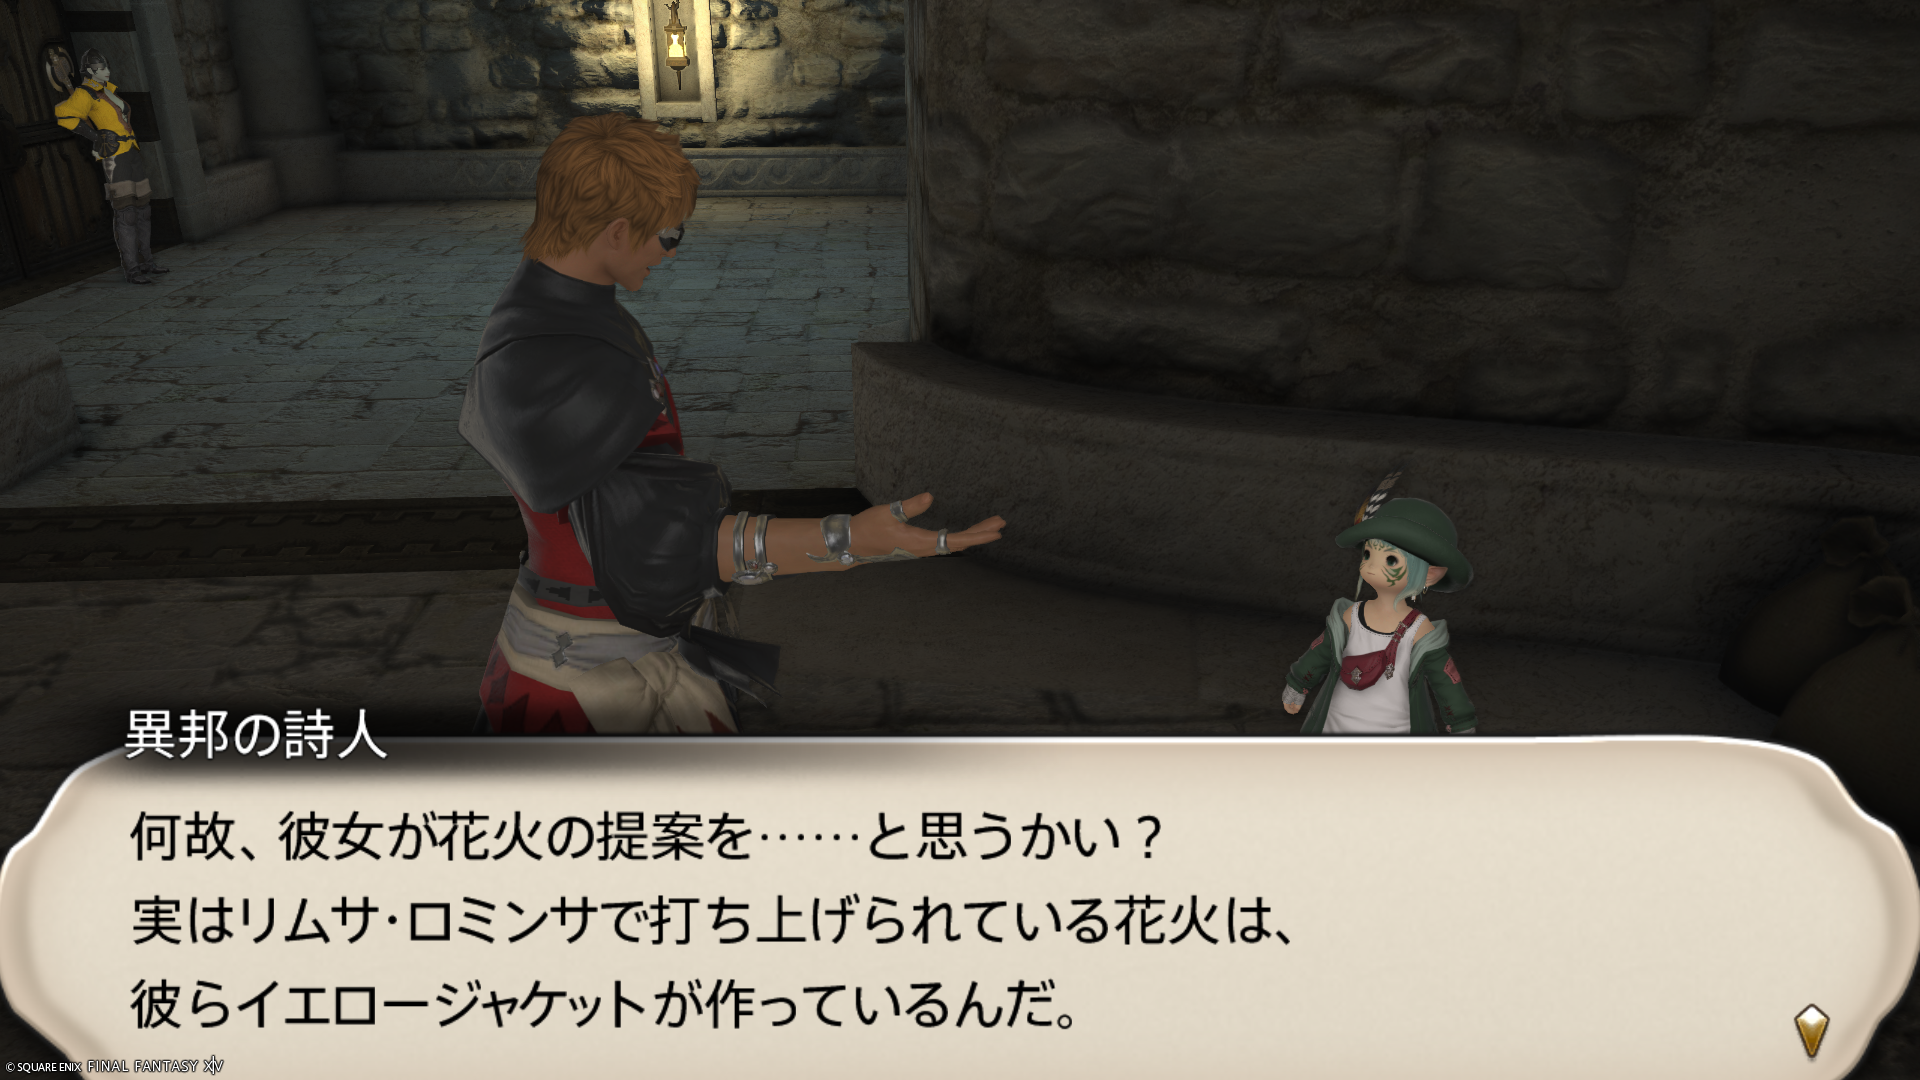 異邦の詩人
何故、彼女が花火の提案を……と思うかい？
実はリムサ・ロミンサで打ち上げられている花火は、
彼らイエロージャケットが作っているんだ。
© SQUARE ENIX FINAL FANTASY XIV